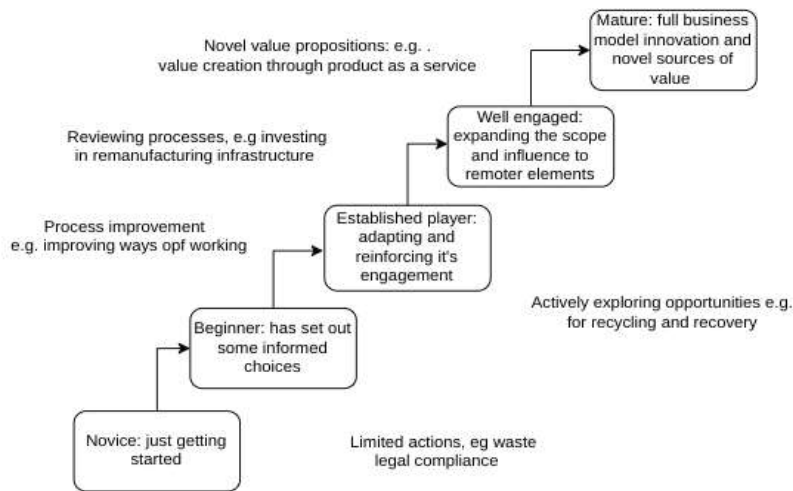 Mature: full business
model innovation and
novel sources of
value
Novel value propositions: e.g. .
value creation through product as a service
Well engaged:
expanding the scope
and influence to
remoter elements
Reviewing processes, e.g investing
in remanufacturing infrastructure
Established player:
adapting and
reinforcing it's
engagement
Process improvement
e.g. improving ways opf working
Actively exploring opportunities e.g.
for recycling and recovery
Beginner: has set out
some informed
choices
Novice: just getting
started
Limited actions, eg waste
legal compliance